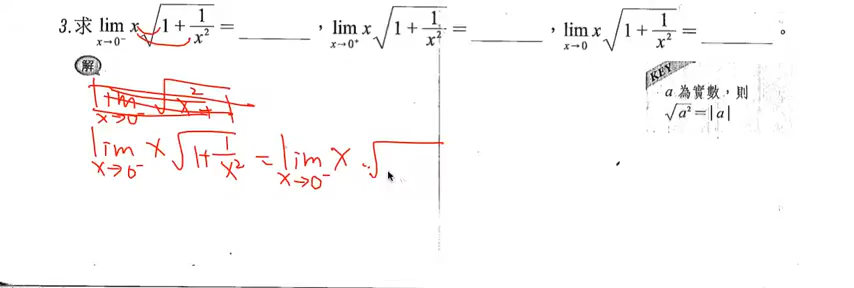 3.求 lim x→0⁻ x√(1+1/x²) = ______ ，lim x→0⁺ x√(1+1/x²) = ______ ，lim x→0 x√(1+1/x²) = ______ 。
解
KEY
a 為實數，則
√a² = |a|
lim x→0⁻ x√(1+1/x²) = lim x→0⁻ x·√